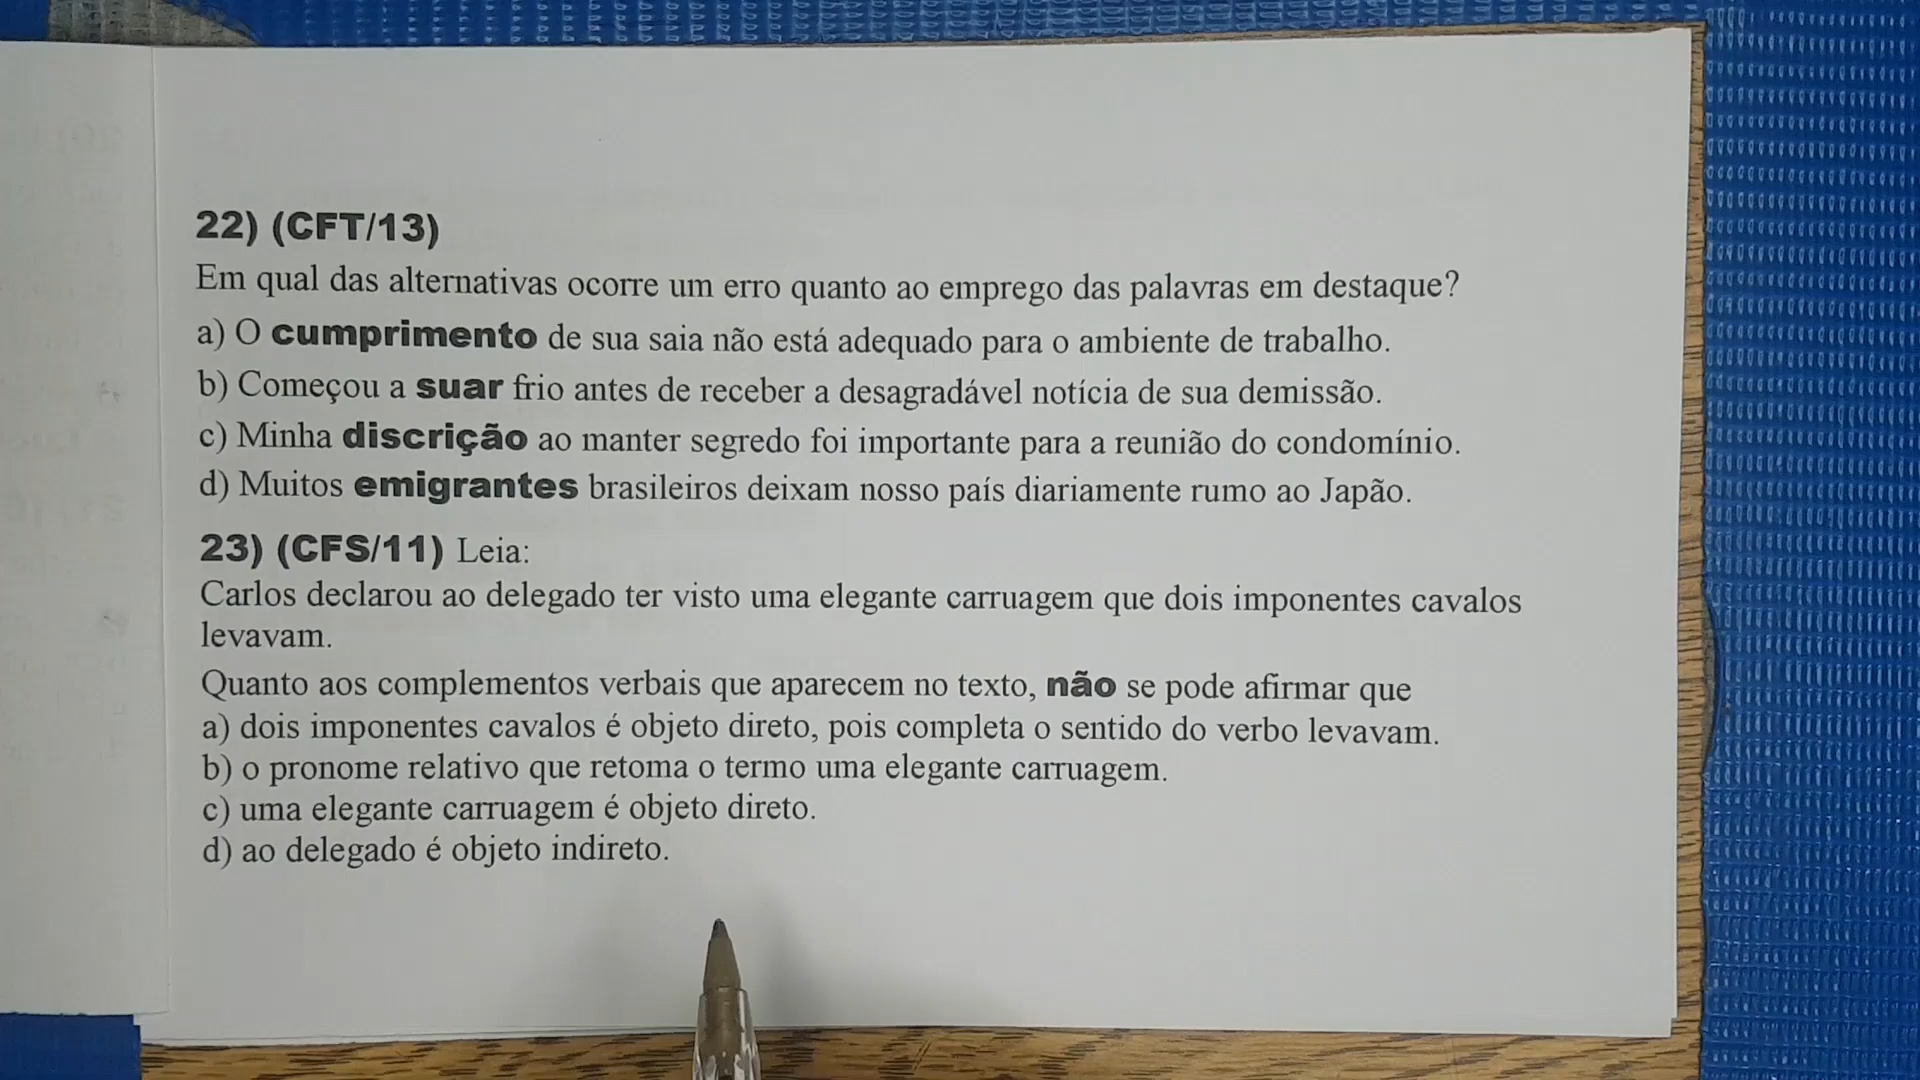 22) (CFT/13)
Em qual das alternativas ocorre um erro quanto ao emprego das palavras em destaque?
a) O cumprimento de sua saia não está adequado para o ambiente de trabalho.
b) Começou a suar frio antes de receber a desagradável notícia de sua demissão.
c) Minha discrição ao manter segredo foi importante para a reunião do condomínio.
d) Muitos emigrantes brasileiros deixam nosso país diariamente rumo ao Japão.
23) (CFS/11) Leia:
Carlos declarou ao delegado ter visto uma elegante carruagem que dois imponentes cavalos
levavam.
Quanto aos complementos verbais que aparecem no texto, não se pode afirmar que
a) dois imponentes cavalos é objeto direto, pois completa o sentido do verbo levavam.
b) o pronome relativo que retoma o termo uma elegante carruagem.
c) uma elegante carruagem é objeto direto.
d) ao delegado é objeto indireto.